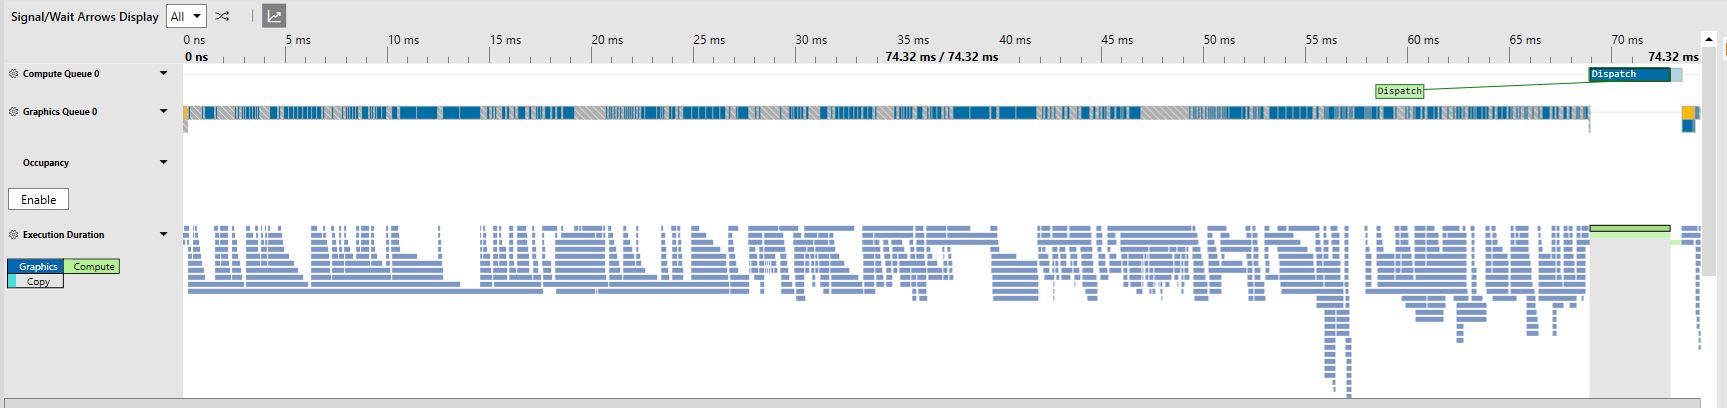 Signal/Wait Arrows Display All
0 ns 5 ms 10 ms 15 ms 20 ms 25 ms 30 ms 35 ms 40 ms 45 ms 50 ms 55 ms 60 ms 65 ms 70 ms
0 ns 74.32 ms / 74.32 ms 74.32 ms
Compute Queue 0 Dispatch
Dispatch
Graphics Queue 0
Occupancy
Enable
Execution Duration
Graphics Compute
Copy